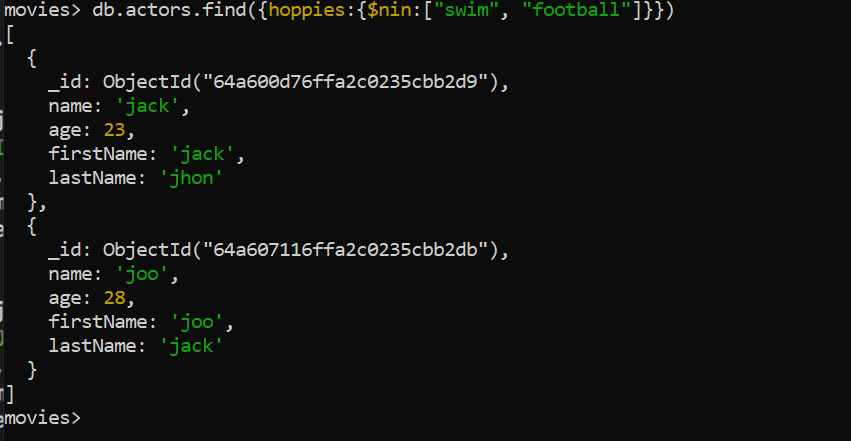 movies> db.actors.find({hoppies:{$nin:["swim", "football"]}})
[
  {
    _id: ObjectId("64a600d76ffa2c0235cbb2d9"),
    name: 'jack',
    age: 23,
    firstName: 'jack',
    lastName: 'jhon'
  },
  {
    _id: ObjectId("64a607116ffa2c0235cbb2db"),
    name: 'joo',
    age: 28,
    firstName: 'joo',
    lastName: 'jack'
  }
]
movies>